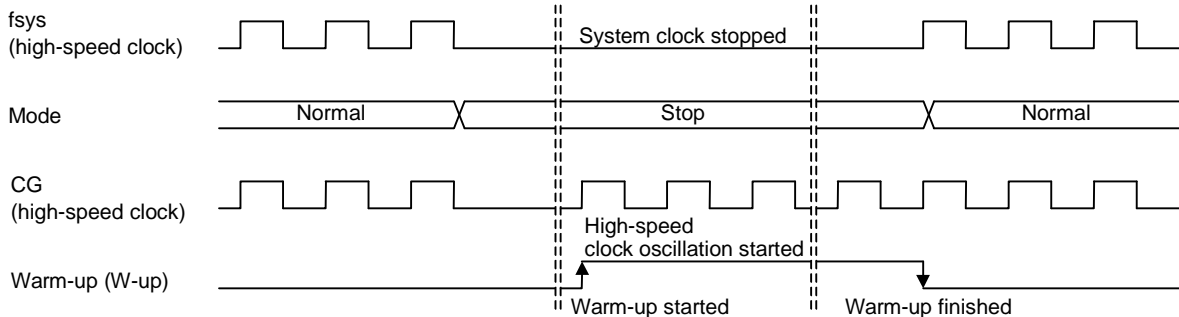 fsys
(high-speed clock)
System clock stopped
Mode
Normal
Stop
Normal
CG
(high-speed clock)
High-speed
clock oscillation started
Warm-up (W-up)
Warm-up started
Warm-up finished